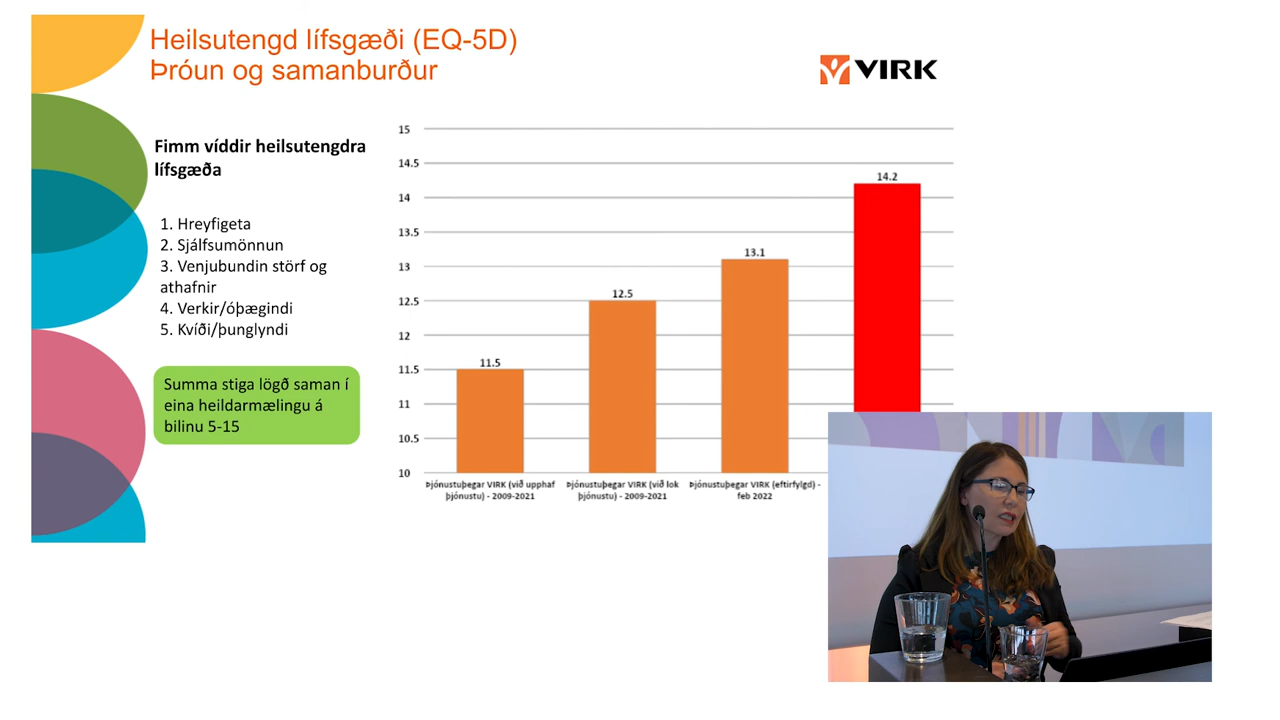 Heilsutengd lífsgæði (EQ-5D)
Þróun og samanburður
VIRK
Fimm víddir heilsutengdra
lífsgæða
1. Hreyfigeta
2. Sjálfsumönnun
3. Venjubundin störf og
athafnir
4. Verkir/óþægindi
5. Kvíði/þunglyndi
Summa stiga lögð saman í
eina heildarmælingu á
bilinu 5-15
15
14.5
14
13.5
13
12.5
12
11.5
11
10.5
10
11.5
12.5
13.1
14.2
Þjónustuþegar VIRK (við upphaf
þjónustu) - 2009-2021
Þjónustuþegar VIRK (við lok
þjónustu) - 2009-2021
Þjónustuþegar VIRK (eftirfylgd) -
feb 2022